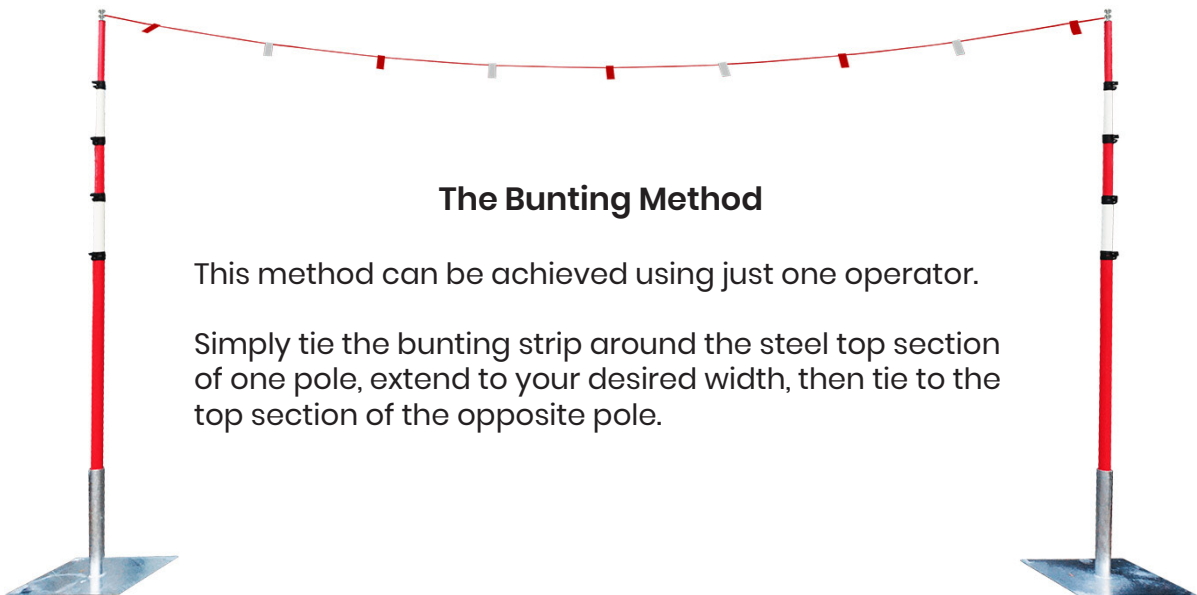 The Bunting Method
This method can be achieved using just one operator.
Simply tie the bunting strip around the steel top section
of one pole, extend to your desired width, then tie to the
top section of the opposite pole.